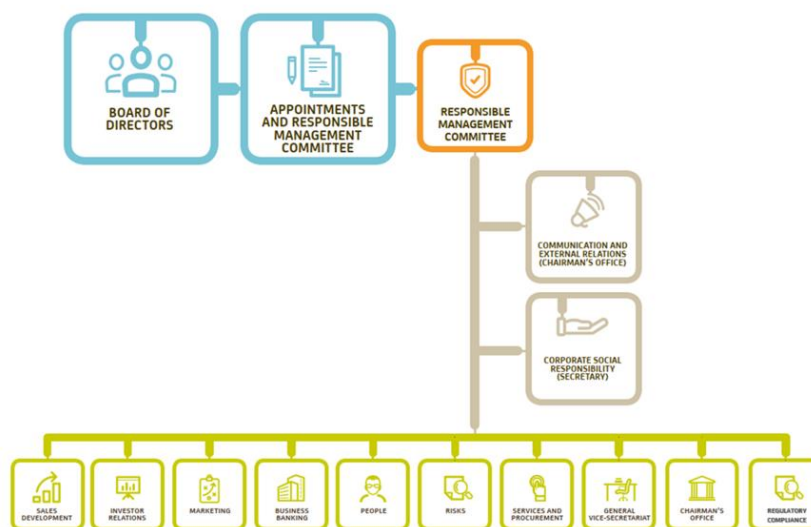 BOARD OF
DIRECTORS
APPOINTMENTS
AND RESPONSIBLE
MANAGEMENT
COMMITTEE
RESPONSIBLE
MANAGEMENT
COMMITTEE
COMMUNICATION AND
EXTERNAL RELATIONS
(CHAIRMAN'S OFFICE)
CORPORATE SOCIAL
RESPONSIBILITY
(SECRETARY)
SALES
DEVELOPMENT
INVESTOR
RELATIONS
MARKETING
BUSINESS
BANKING
PEOPLE
RISKS
SERVICES AND
PROCUREMENT
GENERAL
VICE-SECRETARIAT
CHAIRMAN'S
OFFICE
REGULATORY
COMPLIANCE